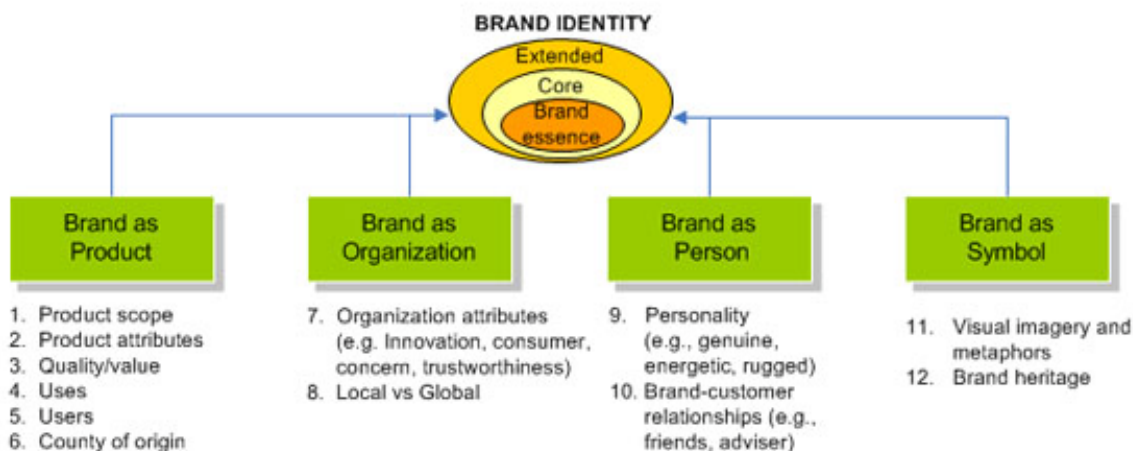 BRAND IDENTITY
Extended
Core
Brand
essence
Brand as
Product
Brand as
Organization
Brand as
Person
Brand as
Symbol
1. Product scope
2. Product attributes
3. Quality/value
4. Uses
5. Users
6. County of origin
7. Organization attributes
(e.g. Innovation, consumer,
concern, trustworthiness)
8. Local vs Global
9. Personality
(e.g., genuine,
energetic, rugged)
10. Brand-customer
relationships (e.g.,
friends, adviser)
11. Visual imagery and
metaphors
12. Brand heritage